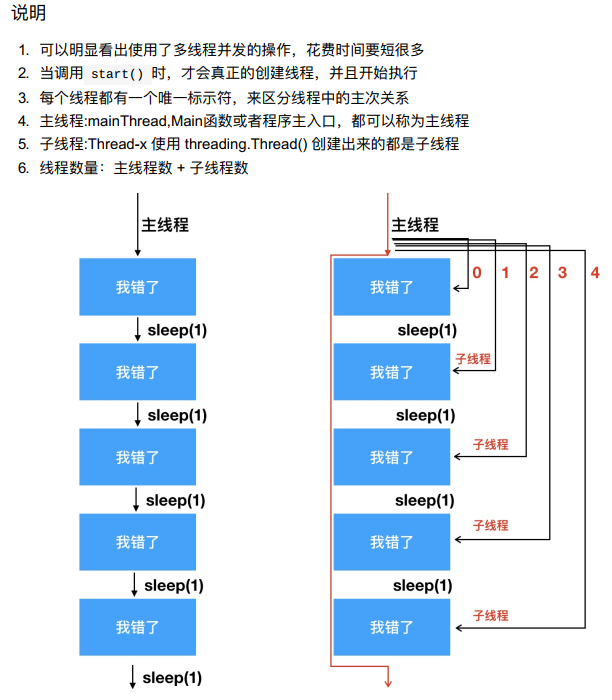 说明
1. 可以明显看出使用了多线程并发的操作，花费时间要短很多
2. 当调用 start() 时，才会真正的创建线程，并且开始执行
3. 每个线程都有一个唯一标示符，来区分线程中的主次关系
4. 主线程:mainThread,Main函数或者程序主入口，都可以称为主线程
5. 子线程:Thread-x 使用 threading.Thread() 创建出来的都是子线程
6. 线程数量：主线程数 + 子线程数
主线程
我错了
sleep(1)
我错了
sleep(1)
我错了
sleep(1)
我错了
sleep(1)
我错了
sleep(1)
主线程
0 1 2 3 4
我错了
sleep(1)
子线程
我错了
sleep(1)
子线程
我错了
sleep(1)
子线程
我错了
sleep(1)
子线程
我错了